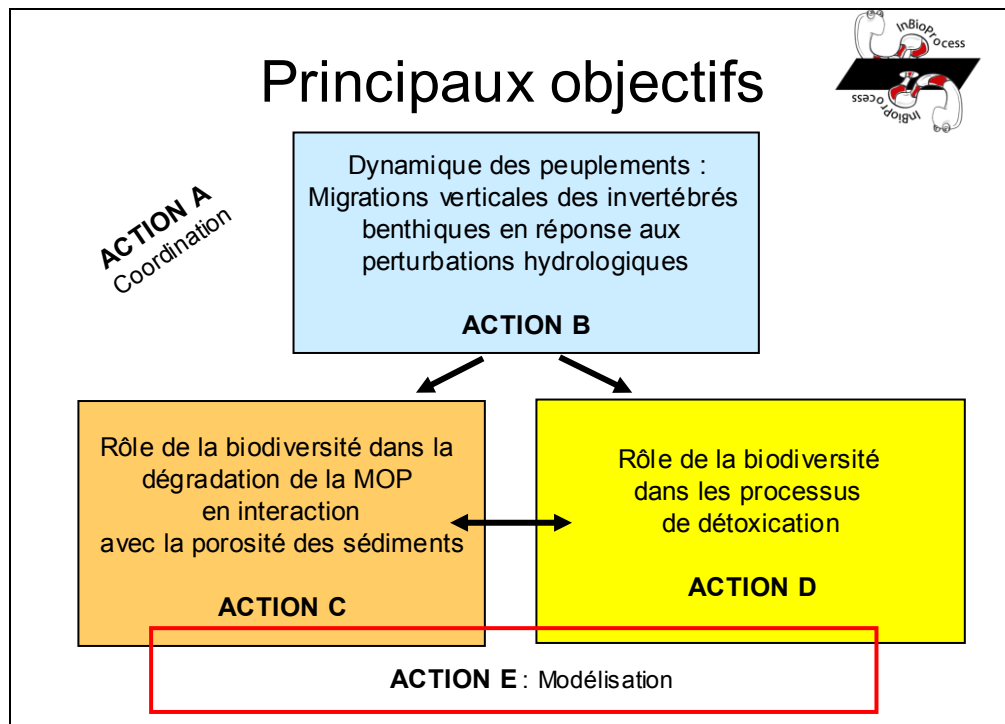 InBioProcess
Principaux objectifs
InBioProcess
ACTION A
Coordination
Dynamique des peuplements :
Migrations verticales des invertébrés
benthiques en réponse aux
perturbations hydrologiques
ACTION B
Rôle de la biodiversité dans la
dégradation de la MOP
en interaction
avec la porosité des sédiments
ACTION C
Rôle de la biodiversité
dans les processus
de détoxication
ACTION D
ACTION E : Modélisation